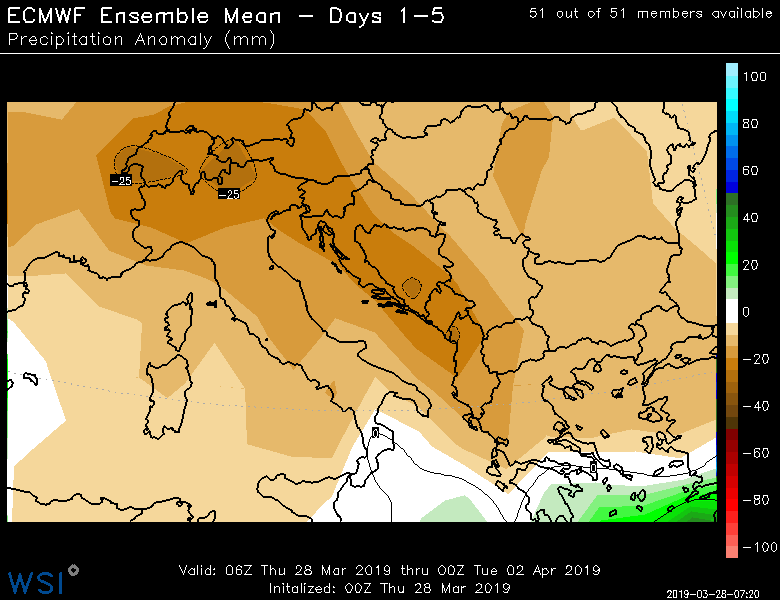 ECMWF Ensemble Mean - Days 1-5
51 out of 51 members available
Precipitation Anomaly (mm)
100
80
60
40
20
0
-20
-40
-60
-80
-100
-25
-25
0
0
Valid: 06Z Thu 28 Mar 2019 thru 00Z Tue 02 Apr 2019
Initalized: 00Z Thu 28 Mar 2019
WSI
2019-03-28-07:20